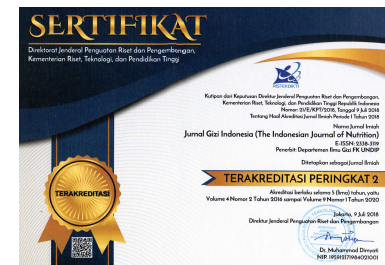 SERTIFIKAT
Direktorat Jenderal Penguatan Riset dan Pengembangan,
Kementerian Riset, Teknologi, dan Pendidikan Tinggi
RISTEKDIKTI
Kutipan dari Keputusan Direktur Jenderal Penguatan Riset dan Pengembangan,
Kementerian Riset, Teknologi, dan Pendidikan Tinggi Republik Indonesia
Nomor: 21/E/KPT/2018, Tanggal 9 Juli 2018
Tentang Hasil Akreditasi Jurnal Ilmiah Periode 1 Tahun 2018
Nama Jurnal Ilmiah
Jurnal Gizi Indonesia (The Indonesian Journal of Nutrition)
E-ISSN: 2338-3119
Penerbit: Departemen Ilmu Gizi FK UNDIP
Ditetapkan sebagai Jurnal Ilmiah
TERAKREDITASI PERINGKAT 2
TERAKREDITASI
Akreditasi berlaku selama 5 (lima) tahun, yaitu
Volume 4 Nomor 2 Tahun 2016 sampai Volume 9 Nomor 1 Tahun 2020
Jakarta, 9 Juli 2018
Direktur Jenderal Penguatan Riset dan Pengembangan
Dr. Muhammad Dimyati
NIP. 195912171984021001